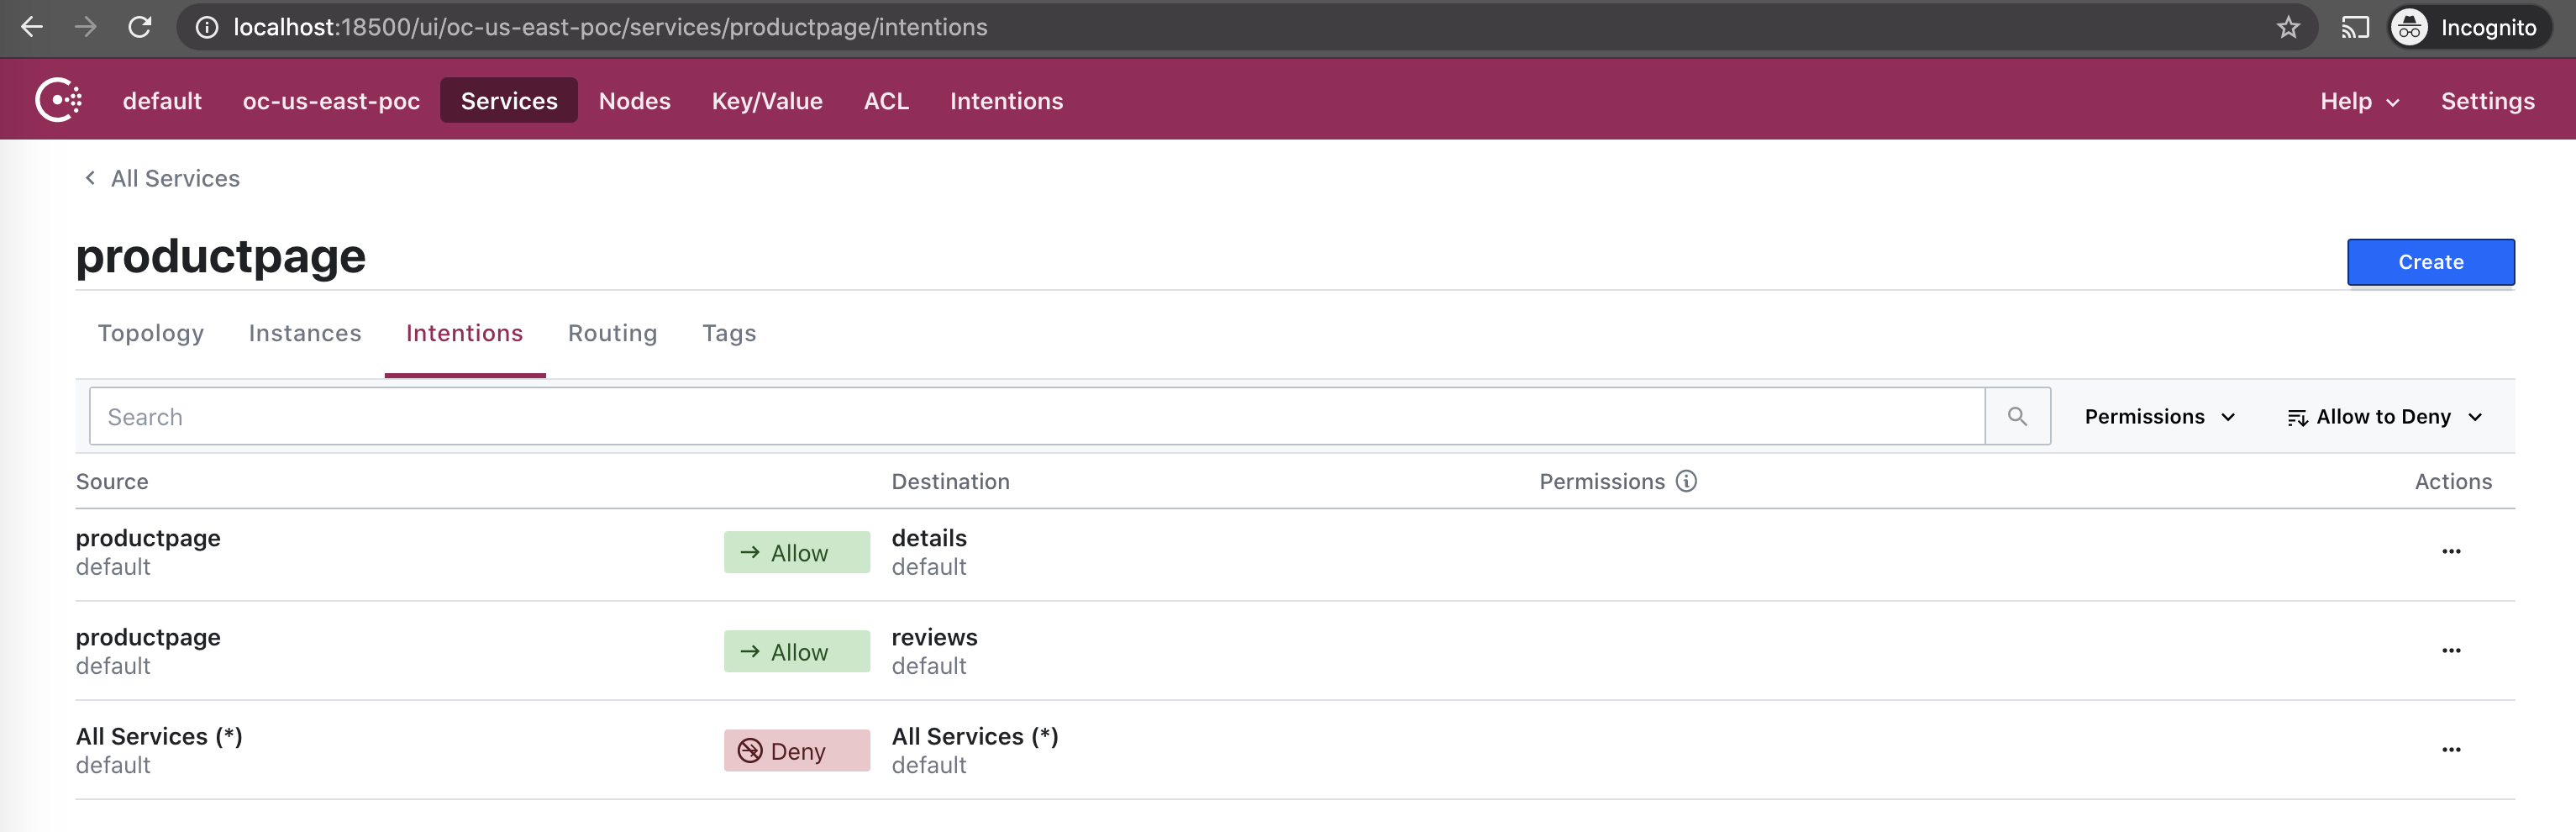 localhost:18500/ui/oc-us-east-poc/services/productpage/intentions
Incognito
default oc-us-east-poc Services Nodes Key/Value ACL Intentions Help Settings
All Services
productpage
Create
Topology Instances Intentions Routing Tags
Search
Permissions
Allow to Deny
Source Destination Permissions Actions
productpage Allow details
default default
productpage Allow reviews
default default
All Services (*) Deny All Services (*)
default default